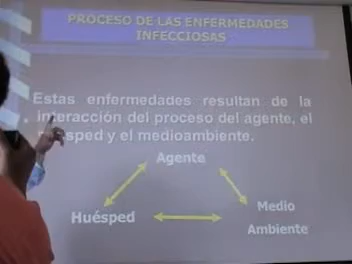 PROCESO DE LAS ENFERMEDADES
INFECCIOSAS
Estas enfermedades resultan de la
interacción del proceso del agente, el
y el medioambiente.
Agente
Huésped
Medio
Ambiente